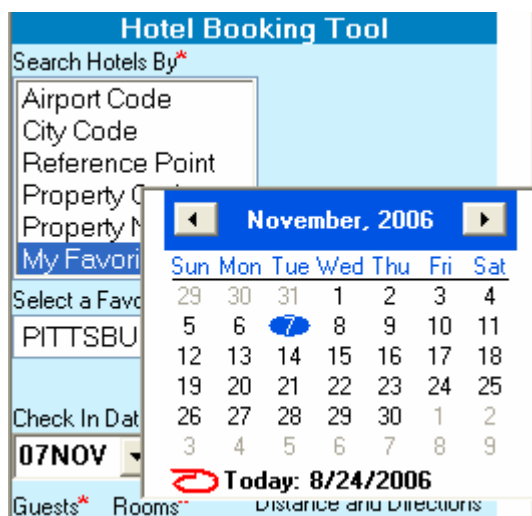 Hotel Booking Tool
Search Hotels By*
Airport Code
City Code
Reference Point
Property
Property
My Favori
Select a Favo
PITTSBU
Check In Dat
07NOV
November, 2006
Sun Mon Tue Wed Thu Fri Sat
29 30 31 1 2 3 4
5 6 7 8 9 10 11
12 13 14 15 16 17 18
19 20 21 22 23 24 25
26 27 28 29 30 1 2
3 4 5 6 7 8 9
Today: 8/24/2006
Guests* Rooms* Distance and Directions